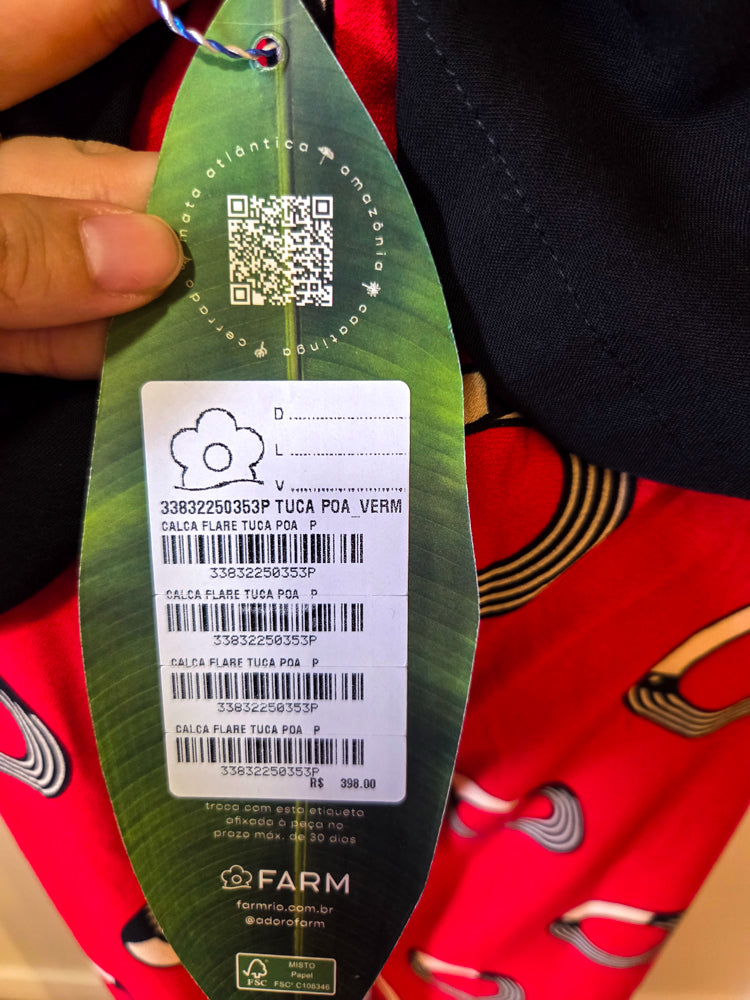 mata atlântica
amazônia
caatinga
cerrado
D
L
V
33832250353P TUCA POA_VERM
CALCA FLARE TUCA POA P
33832250353P
CALCA FLARE TUCA POA P
33832250353P
CALCA FLARE TUCA POA P
33832250353P
CALCA FLARE TUCA POA P
33832250353P
R$ 398.00
troca com esta etiqueta
afixada à peça no
prazo máx. de 30 dias
FARM
farmrio.com.br
@adorofarm
FSC
MISTO
Papel
FSC® C108346